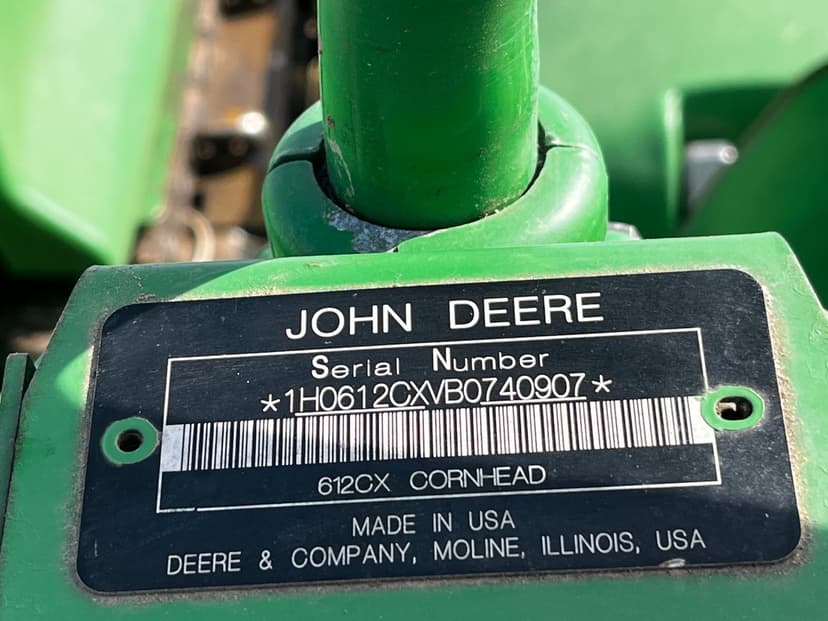 JOHN DEERE
Serial Number
*1H0612CXVB0740907*
612CX CORNHEAD
MADE IN USA
DEERE & COMPANY, MOLINE, ILLINOIS, USA